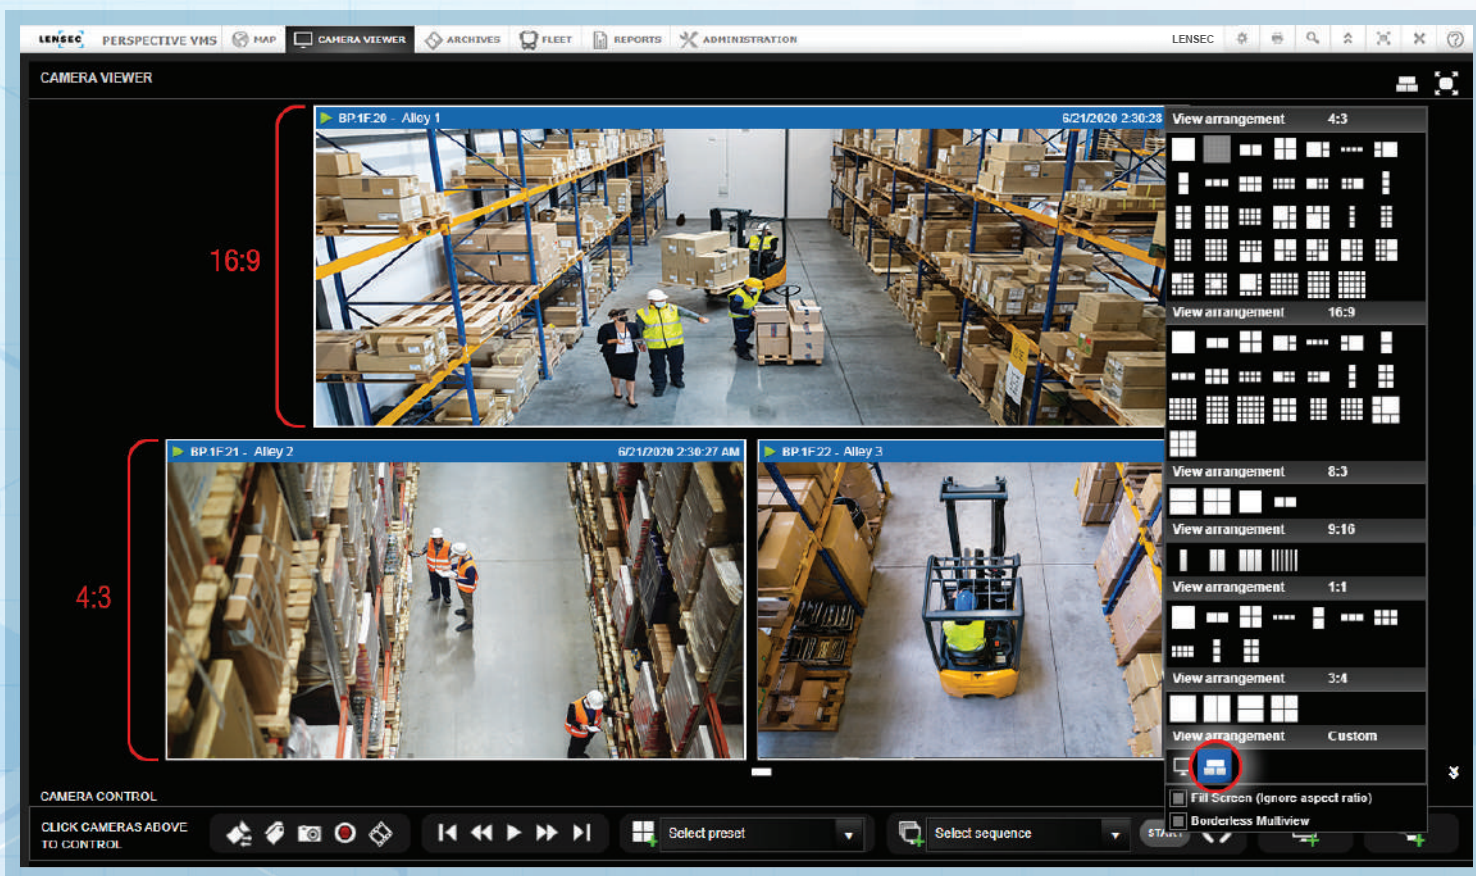 LENSEC PERSPECTIVE VMS MAP CAMERA VIEWER ARCHIVES FLEET REPORTS ADMINISTRATION LENSEC
CAMERA VIEWER
16:9
BP.1F.20 - Alley 1 6/21/2020 2:30:28
4:3
BP.1F.21 - Alley 2 6/21/2020 2:30:27 AM
BP.1F.22 - Alley 3
View arrangement 4:3
View arrangement 16:9
View arrangement 8:3
View arrangement 9:16
View arrangement 1:1
View arrangement 3:4
View arrangement Custom
Fill Screen (Ignore aspect ratio)
Borderless Multiview
CAMERA CONTROL
CLICK CAMERAS ABOVE
TO CONTROL
Select preset
Select sequence
START